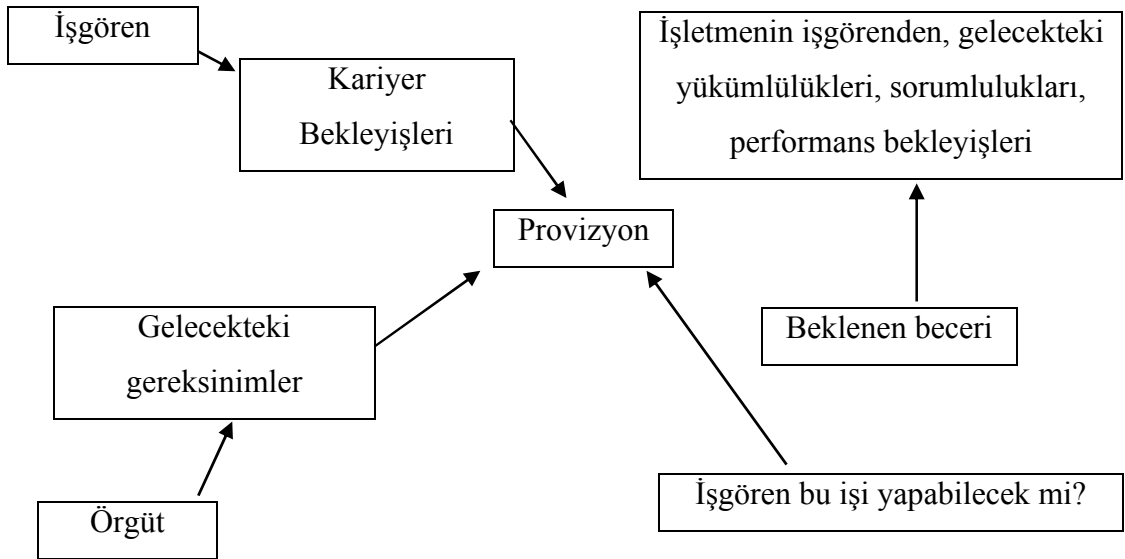 İşgören
Kariyer
Bekleyişleri
İşletmenin işgörenden, gelecekteki
yükümlülükleri, sorumlulukları,
performans bekleyişleri
Provizyon
Gelecekteki
gereksinimler
Beklenen beceri
İşgören bu işi yapabilecek mi?
Örgüt